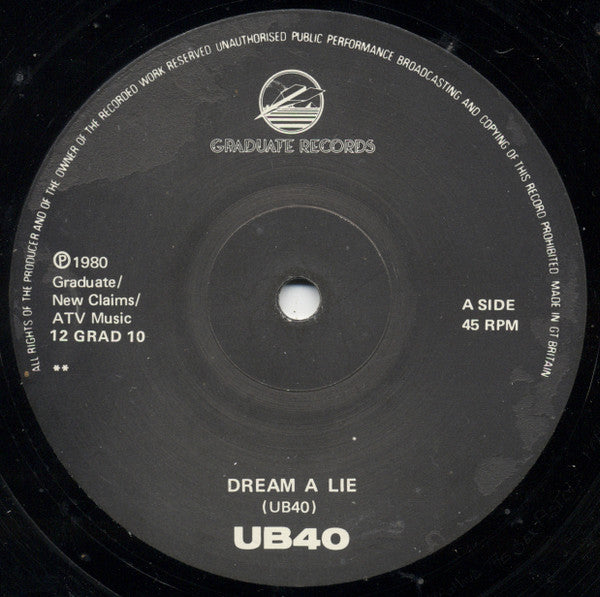 ALL RIGHTS OF THE PRODUCER AND OF THE OWNER OF THE RECORDED WORK RESERVED UNAUTHORISED PUBLIC PERFORMANCE BROADCASTING AND COPYING OF THIS RECORD PROHIBITED MADE IN GT BRITAIN
GRADUATE RECORDS
℗1980
Graduate/
New Claims/
ATV Music
12 GRAD 10
**
A SIDE
45 RPM
DREAM A LIE
(UB40)
UB40